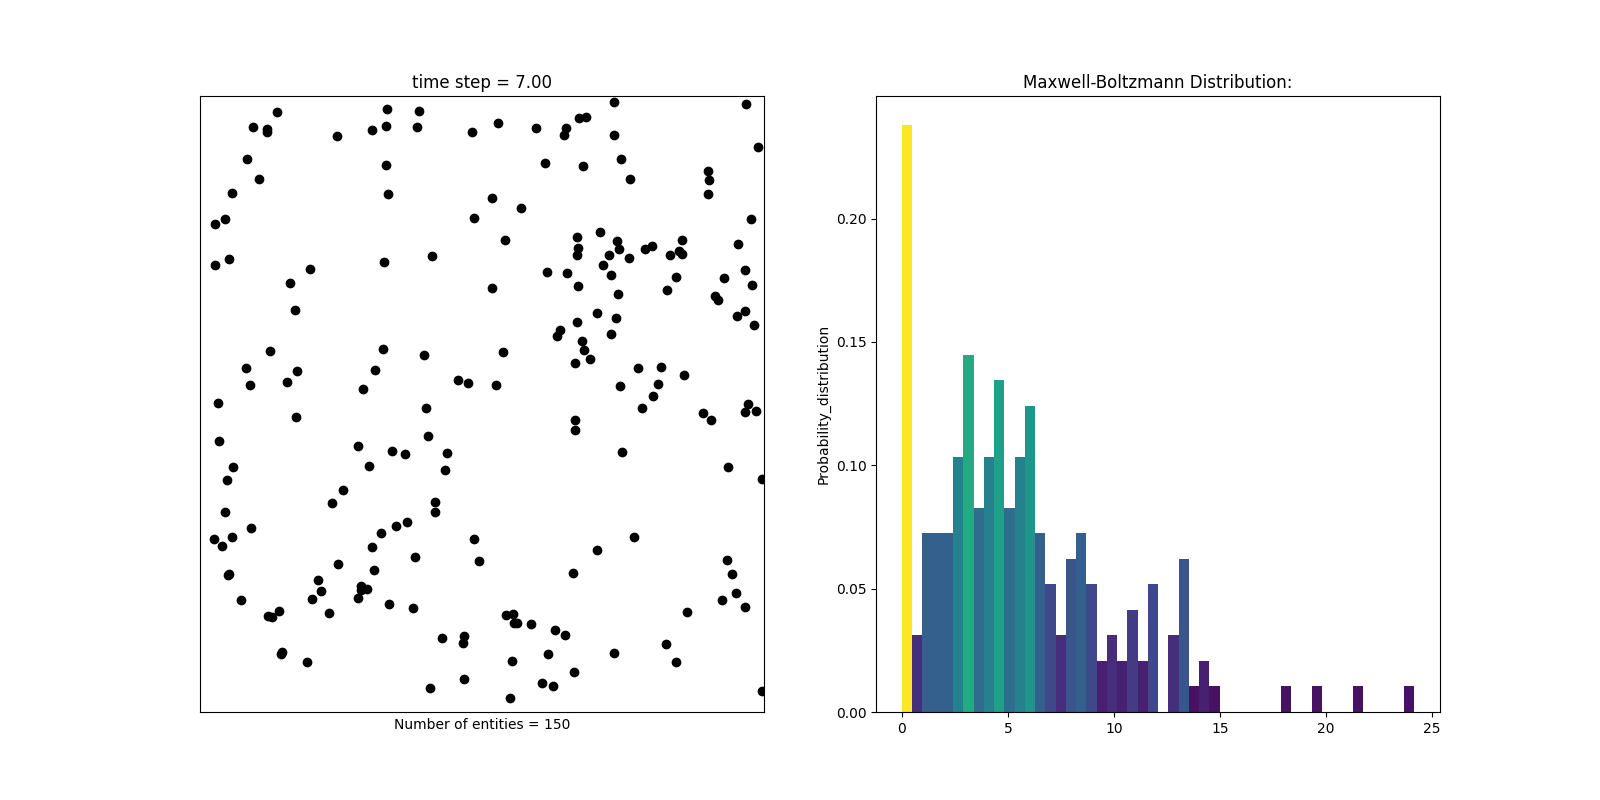 time step = 7.00
Number of entities = 150
Maxwell-Boltzmann Distribution:
Probability_distribution
0.20
0.15
0.10
0.05
0.00
0 5 10 15 20 25